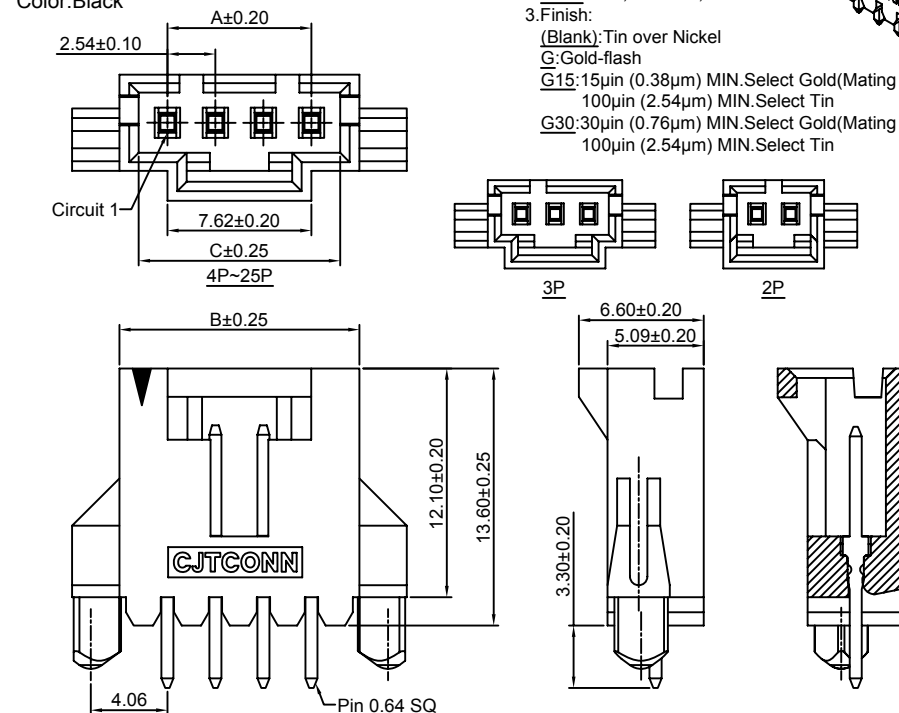 Color:Black
A±0.20
2.54±0.10
Circuit 1
7.62±0.20
C±0.25
4P~25P
3.Finish:
(Blank):Tin over Nickel
G:Gold-flash
G15:15μin (0.38μm) MIN.Select Gold(Mating
100μin (2.54μm) MIN.Select Tin
G30:30μin (0.76μm) MIN.Select Gold(Mating
100μin (2.54μm) MIN.Select Tin
3P
2P
B±0.25
12.10±0.20
13.60±0.25
CJTCONN
4.06
Pin 0.64 SQ
6.60±0.20
5.09±0.20
3.30±0.20